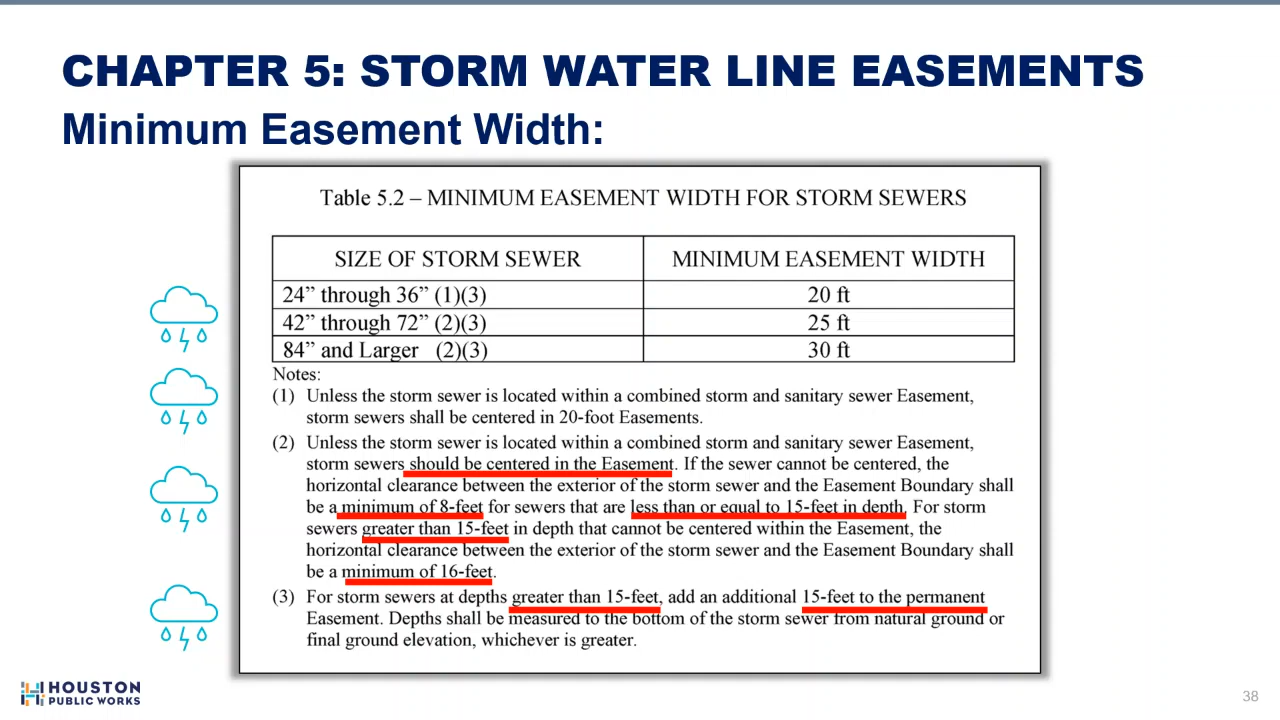 CHAPTER 5: STORM WATER LINE EASEMENTS
Minimum Easement Width:
Table 5.2 – MINIMUM EASEMENT WIDTH FOR STORM SEWERS
SIZE OF STORM SEWER MINIMUM EASEMENT WIDTH
24” through 36” (1)(3) 20 ft
42” through 72” (2)(3) 25 ft
84” and Larger (2)(3) 30 ft
Notes:
(1) Unless the storm sewer is located within a combined storm and sanitary sewer Easement,
storm sewers shall be centered in 20-foot Easements.
(2) Unless the storm sewer is located within a combined storm and sanitary sewer Easement,
storm sewers should be centered in the Easement. If the sewer cannot be centered, the
horizontal clearance between the exterior of the storm sewer and the Easement Boundary shall
be a minimum of 8-feet for sewers that are less than or equal to 15-feet in depth. For storm
sewers greater than 15-feet in depth that cannot be centered within the Easement, the
horizontal clearance between the exterior of the storm sewer and the Easement Boundary shall
be a minimum of 16-feet.
(3) For storm sewers at depths greater than 15-feet, add an additional 15-feet to the permanent
Easement. Depths shall be measured to the bottom of the storm sewer from natural ground or
final ground elevation, whichever is greater.
HOUSTON
PUBLIC WORKS
38